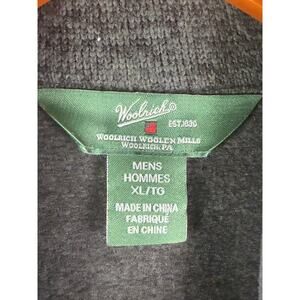 Woolrich®
EST.1830
WOOLRICH WOOLEN MILLS
WOOLRICH, PA
MENS
HOMMES
XL/TG
MADE IN CHINA
FABRIQUÉ
EN CHINE